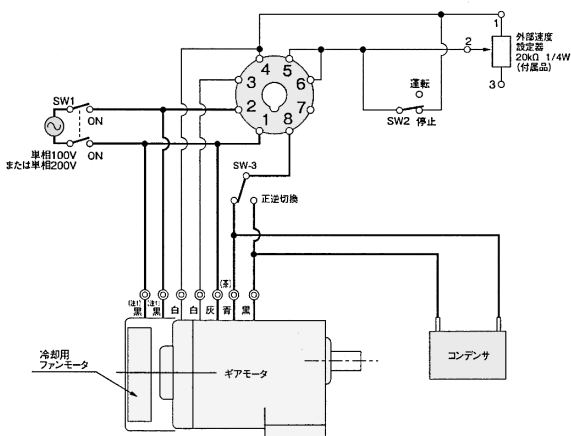 1
外部速度
設定器
20kΩ 1/4W
(付属品)
2
3
4
5
3
6
2
7
1
8
運転
SW2 停止
SW1
ON
ON
単相100V
または単相200V
SW-3
正逆切換
(茶)
(注1) (注1)
黒 黒 白 白 灰 青 黒
冷却用
ファンモータ
ギアモータ
コンデンサ